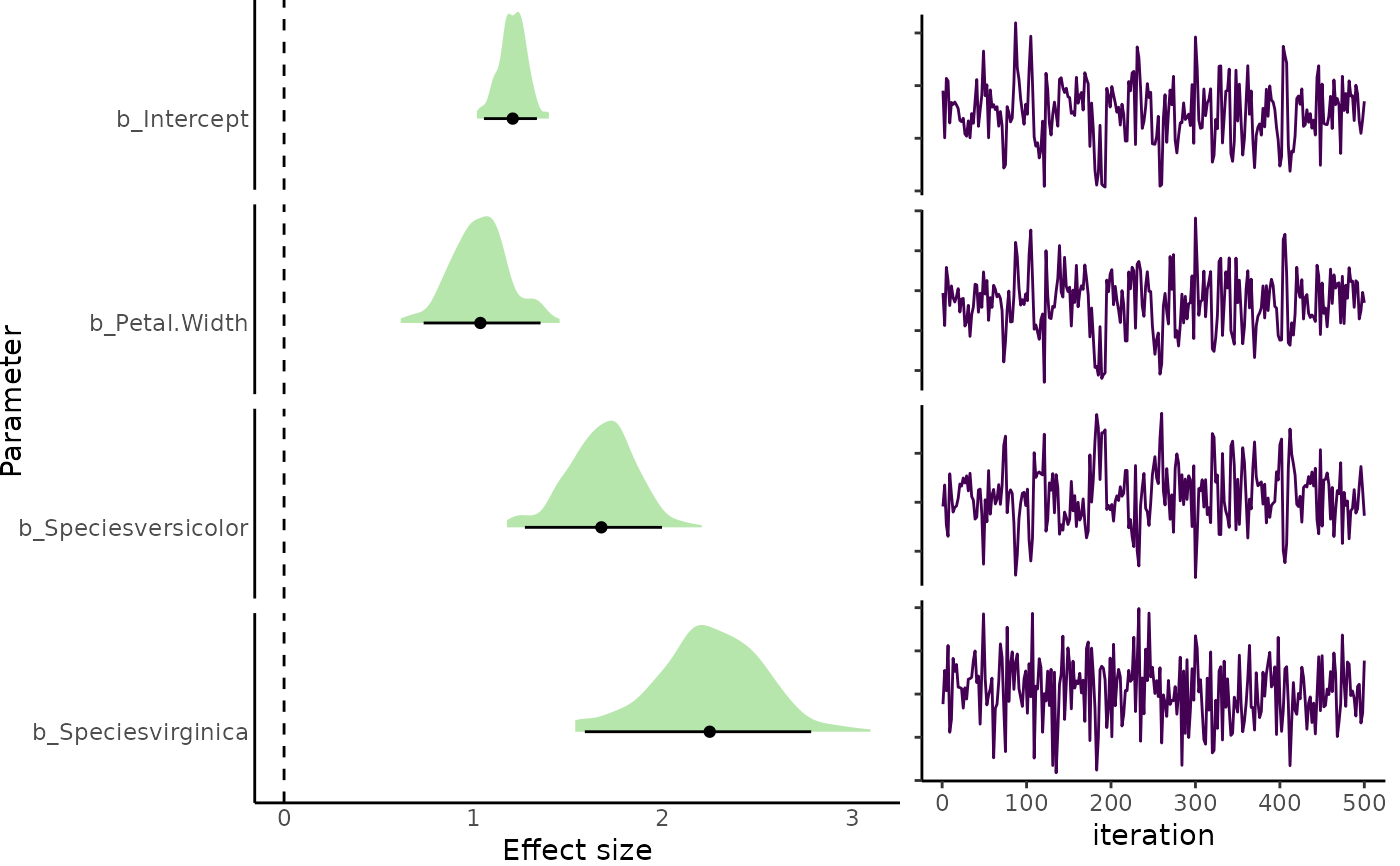 Parameter
b_Intercept
b_Petal.Width
b_Speciesversicolor
b_Speciesvirginica
0 1 2 3
Effect size
0 100 200 300 400 500
iteration